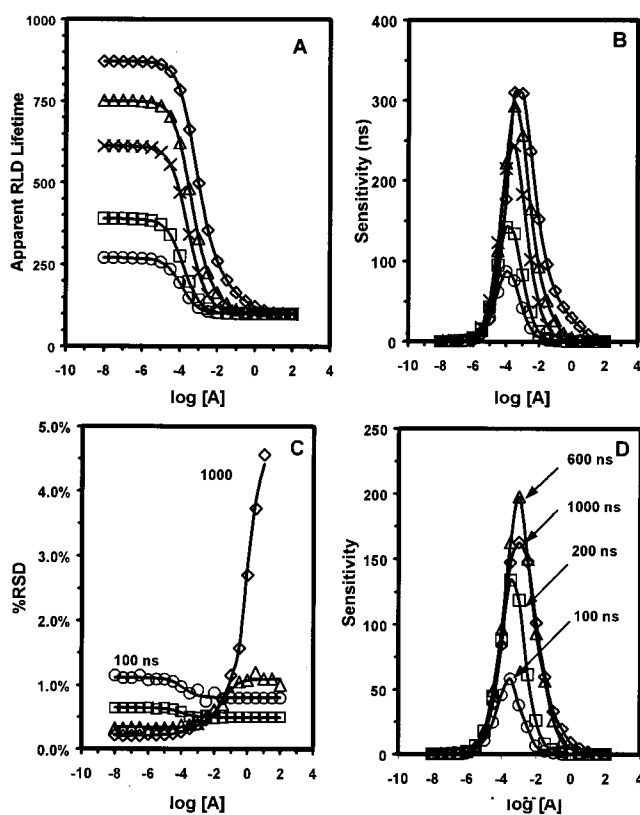 A
Apparent RLD Lifetime
1000
750
500
250
0
-10 -8 -6 -4 -2 0 2 4
log [A]
B
Sensitivity (ns)
400
300
200
100
0
-10 -8 -6 -4 -2 0 2 4
log [A]
C
%RSD
5.0%
4.0%
3.0%
2.0%
1.0%
0.0%
1000
100 ns
-10 -8 -6 -4 -2 0 2 4
log [A]
D
Sensitivity
250
200
150
100
50
0
600 ns
1000 ns
200 ns
100 ns
-10 -8 -6 -4 -2 0 2 4
log [A]